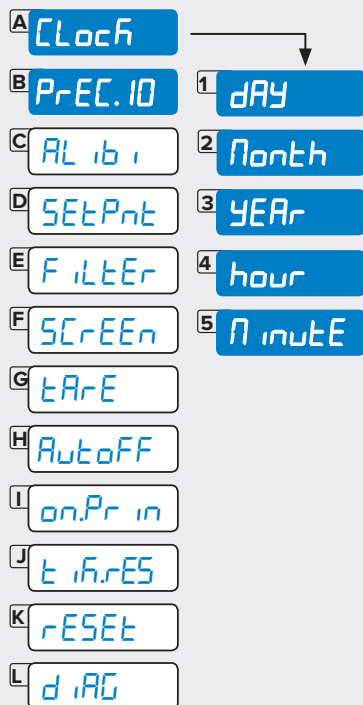 A CLock
B PrEC.10
C ALibi
D SEtPnt
E FiLtEr
F SCrEEn
G tArE
H AutoFF
I on.Prin
J tiM.rES
K rESEt
L diAG
1 dAY
2 Month
3 YEAr
4 hour
5 MinutE